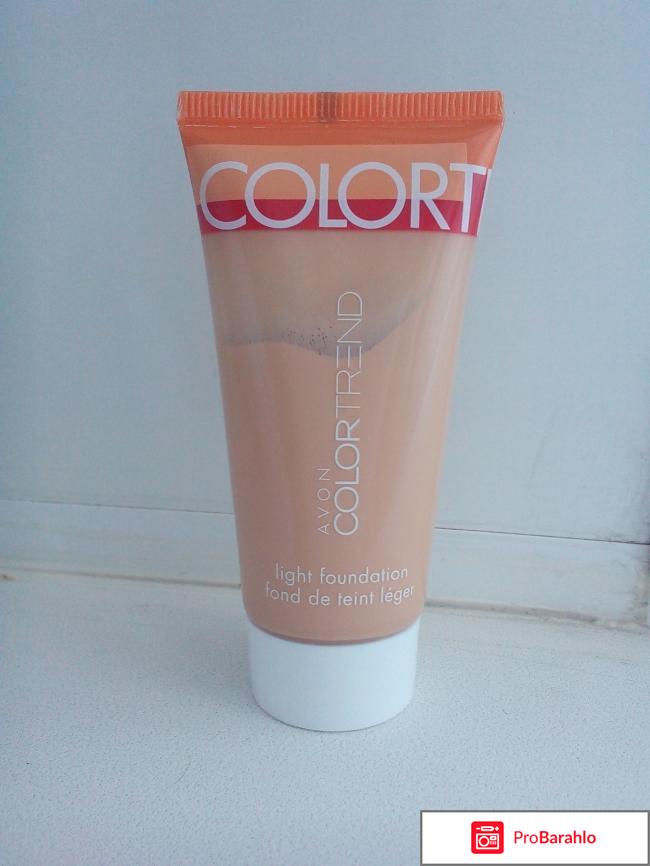 COLORT
AVON
COLORTREND
light foundation
fond de teint léger
ProBarahlo